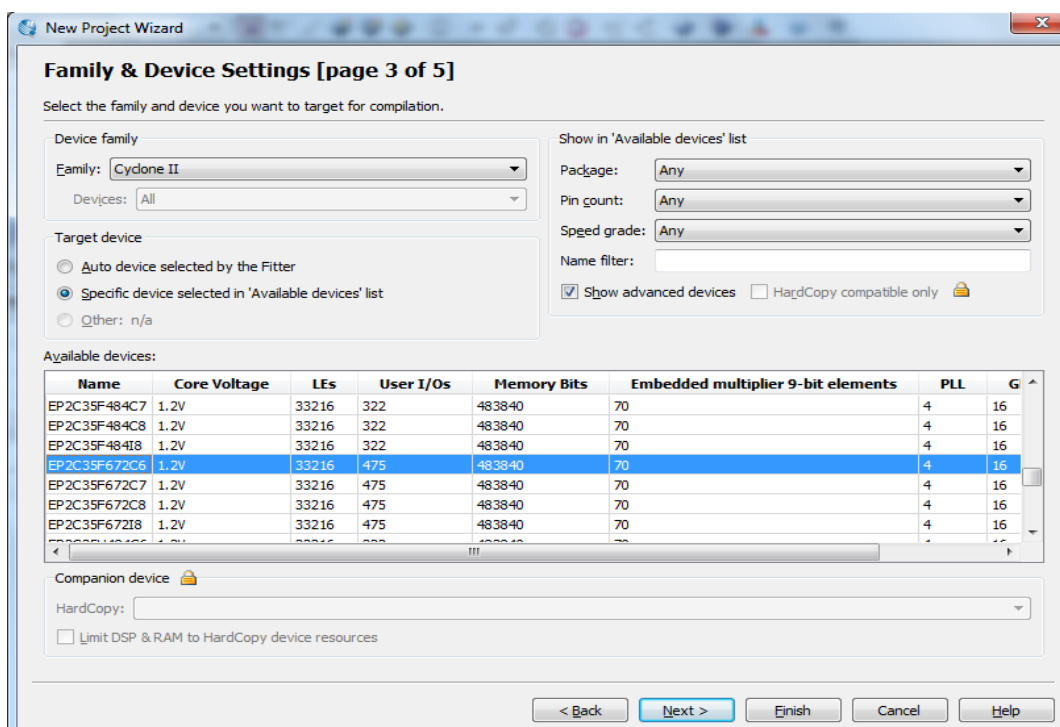 New Project Wizard
Family & Device Settings [page 3 of 5]
Select the family and device you want to target for compilation.
Device family
Family: Cyclone II
Devices: All
Target device
Auto device selected by the Fitter
Specific device selected in 'Available devices' list
Other: n/a
Show in 'Available devices' list
Package: Any
Pin count: Any
Speed grade: Any
Name filter:
Show advanced devices HardCopy compatible only
Available devices:
Name Core Voltage LEs User I/Os Memory Bits Embedded multiplier 9-bit elements PLL
EP2C35F484C7 1.2V 33216 322 483840 70 4 16
EP2C35F484C8 1.2V 33216 322 483840 70 4 16
EP2C35F484I8 1.2V 33216 322 483840 70 4 16
EP2C35F672C6 1.2V 33216 475 483840 70 4 16
EP2C35F672C7 1.2V 33216 475 483840 70 4 16
EP2C35F672C8 1.2V 33216 475 483840 70 4 16
EP2C35F672I8 1.2V 33216 475 483840 70 4 16
Companion device
HardCopy:
Limit DSP & RAM to HardCopy device resources
< Back Next > Finish Cancel Help